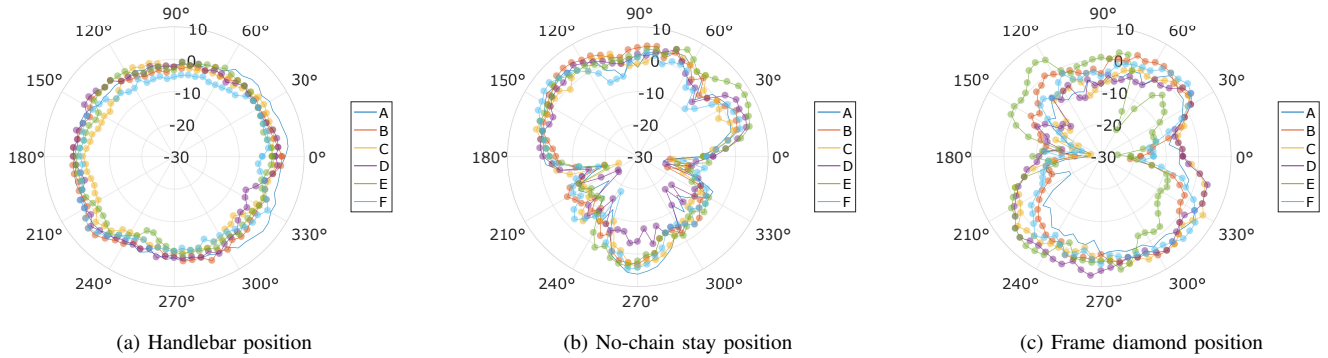 90°
120°
10
60°
150°
0
30°
-10
-20
180°
-30
0°
210°
330°
240°
300°
270°
A
B
C
D
E
F
90°
120°
10
60°
150°
0
30°
-10
-20
180°
-30
0°
210°
330°
240°
300°
270°
A
B
C
D
E
F
90°
120°
10
60°
150°
0
30°
-10
-20
180°
-30
0°
210°
330°
240°
300°
270°
A
B
C
D
E
F
(a) Handlebar position
(b) No-chain stay position
(c) Frame diamond position